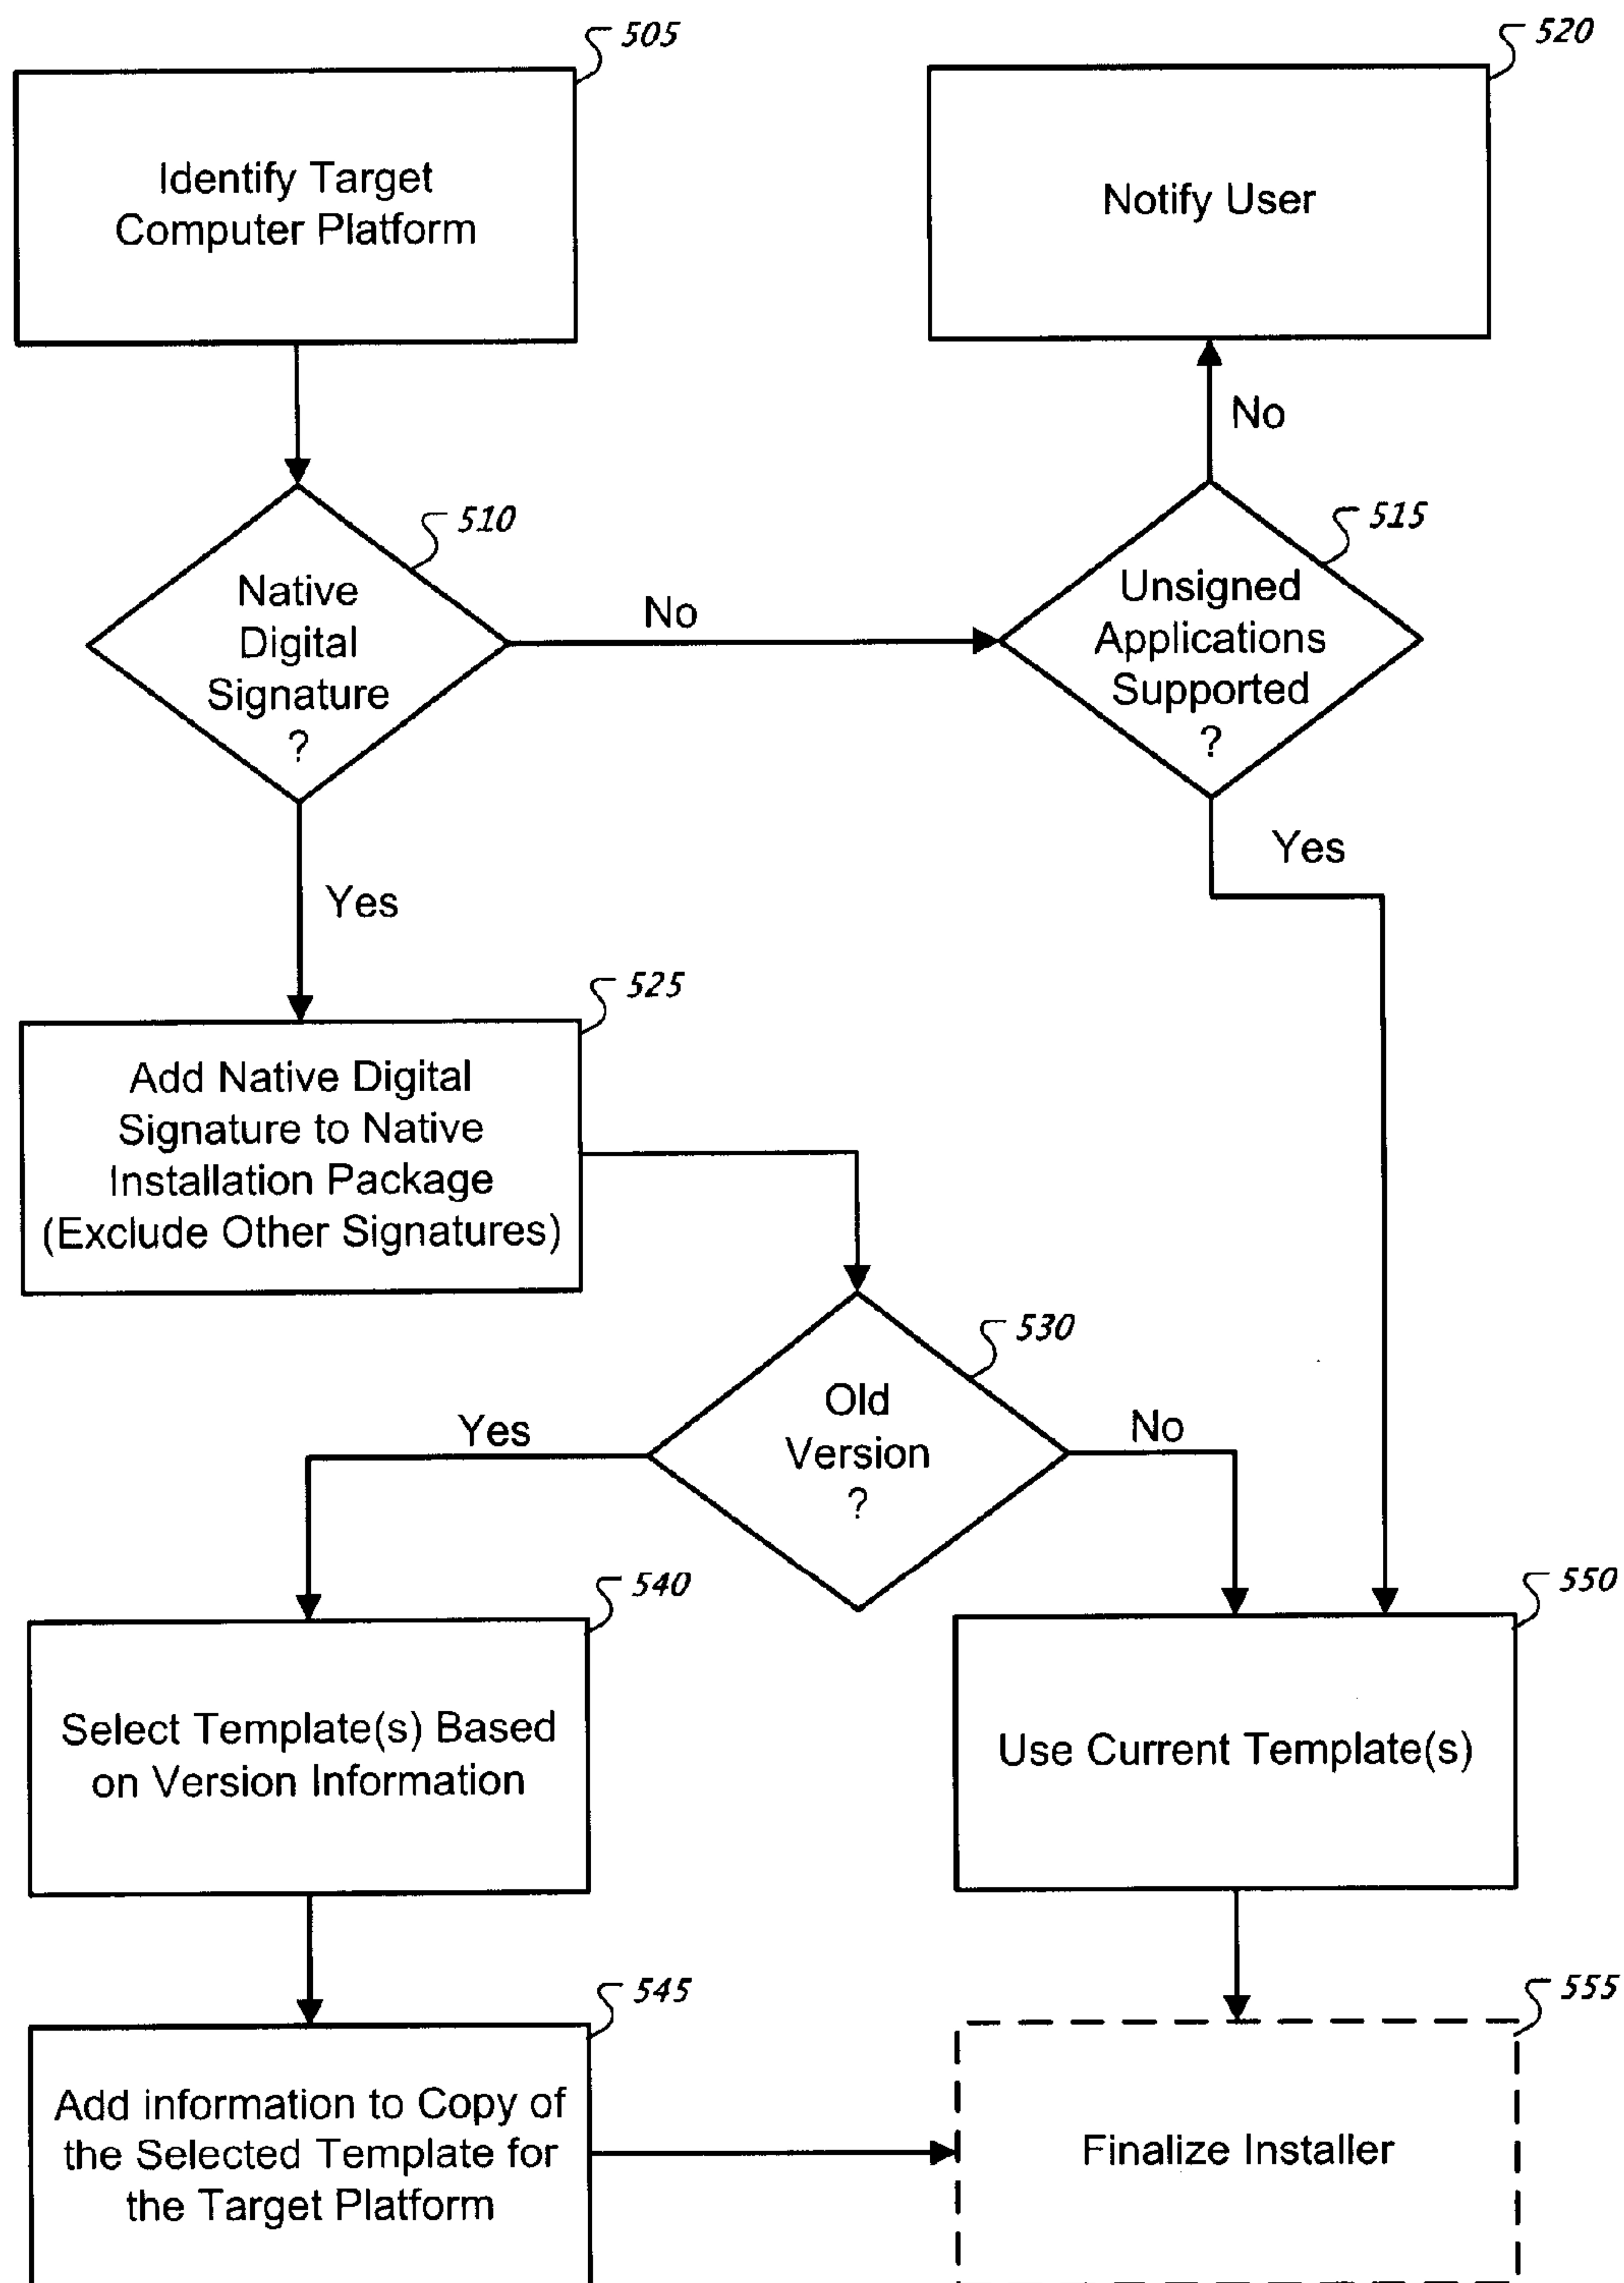 505
Identify Target
Computer Platform
520
Notify User
No
510
Native
Digital
Signature
?
No
515
Unsigned
Applications
Supported
?
Yes
Yes
525
Add Native Digital
Signature to Native
Installation Package
(Exclude Other Signatures)
530
Old
Version
?
Yes
No
540
Select Template(s) Based
on Version Information
550
Use Current Template(s)
545
Add information to Copy of
the Selected Template for
the Target Platform
555
Finalize Installer